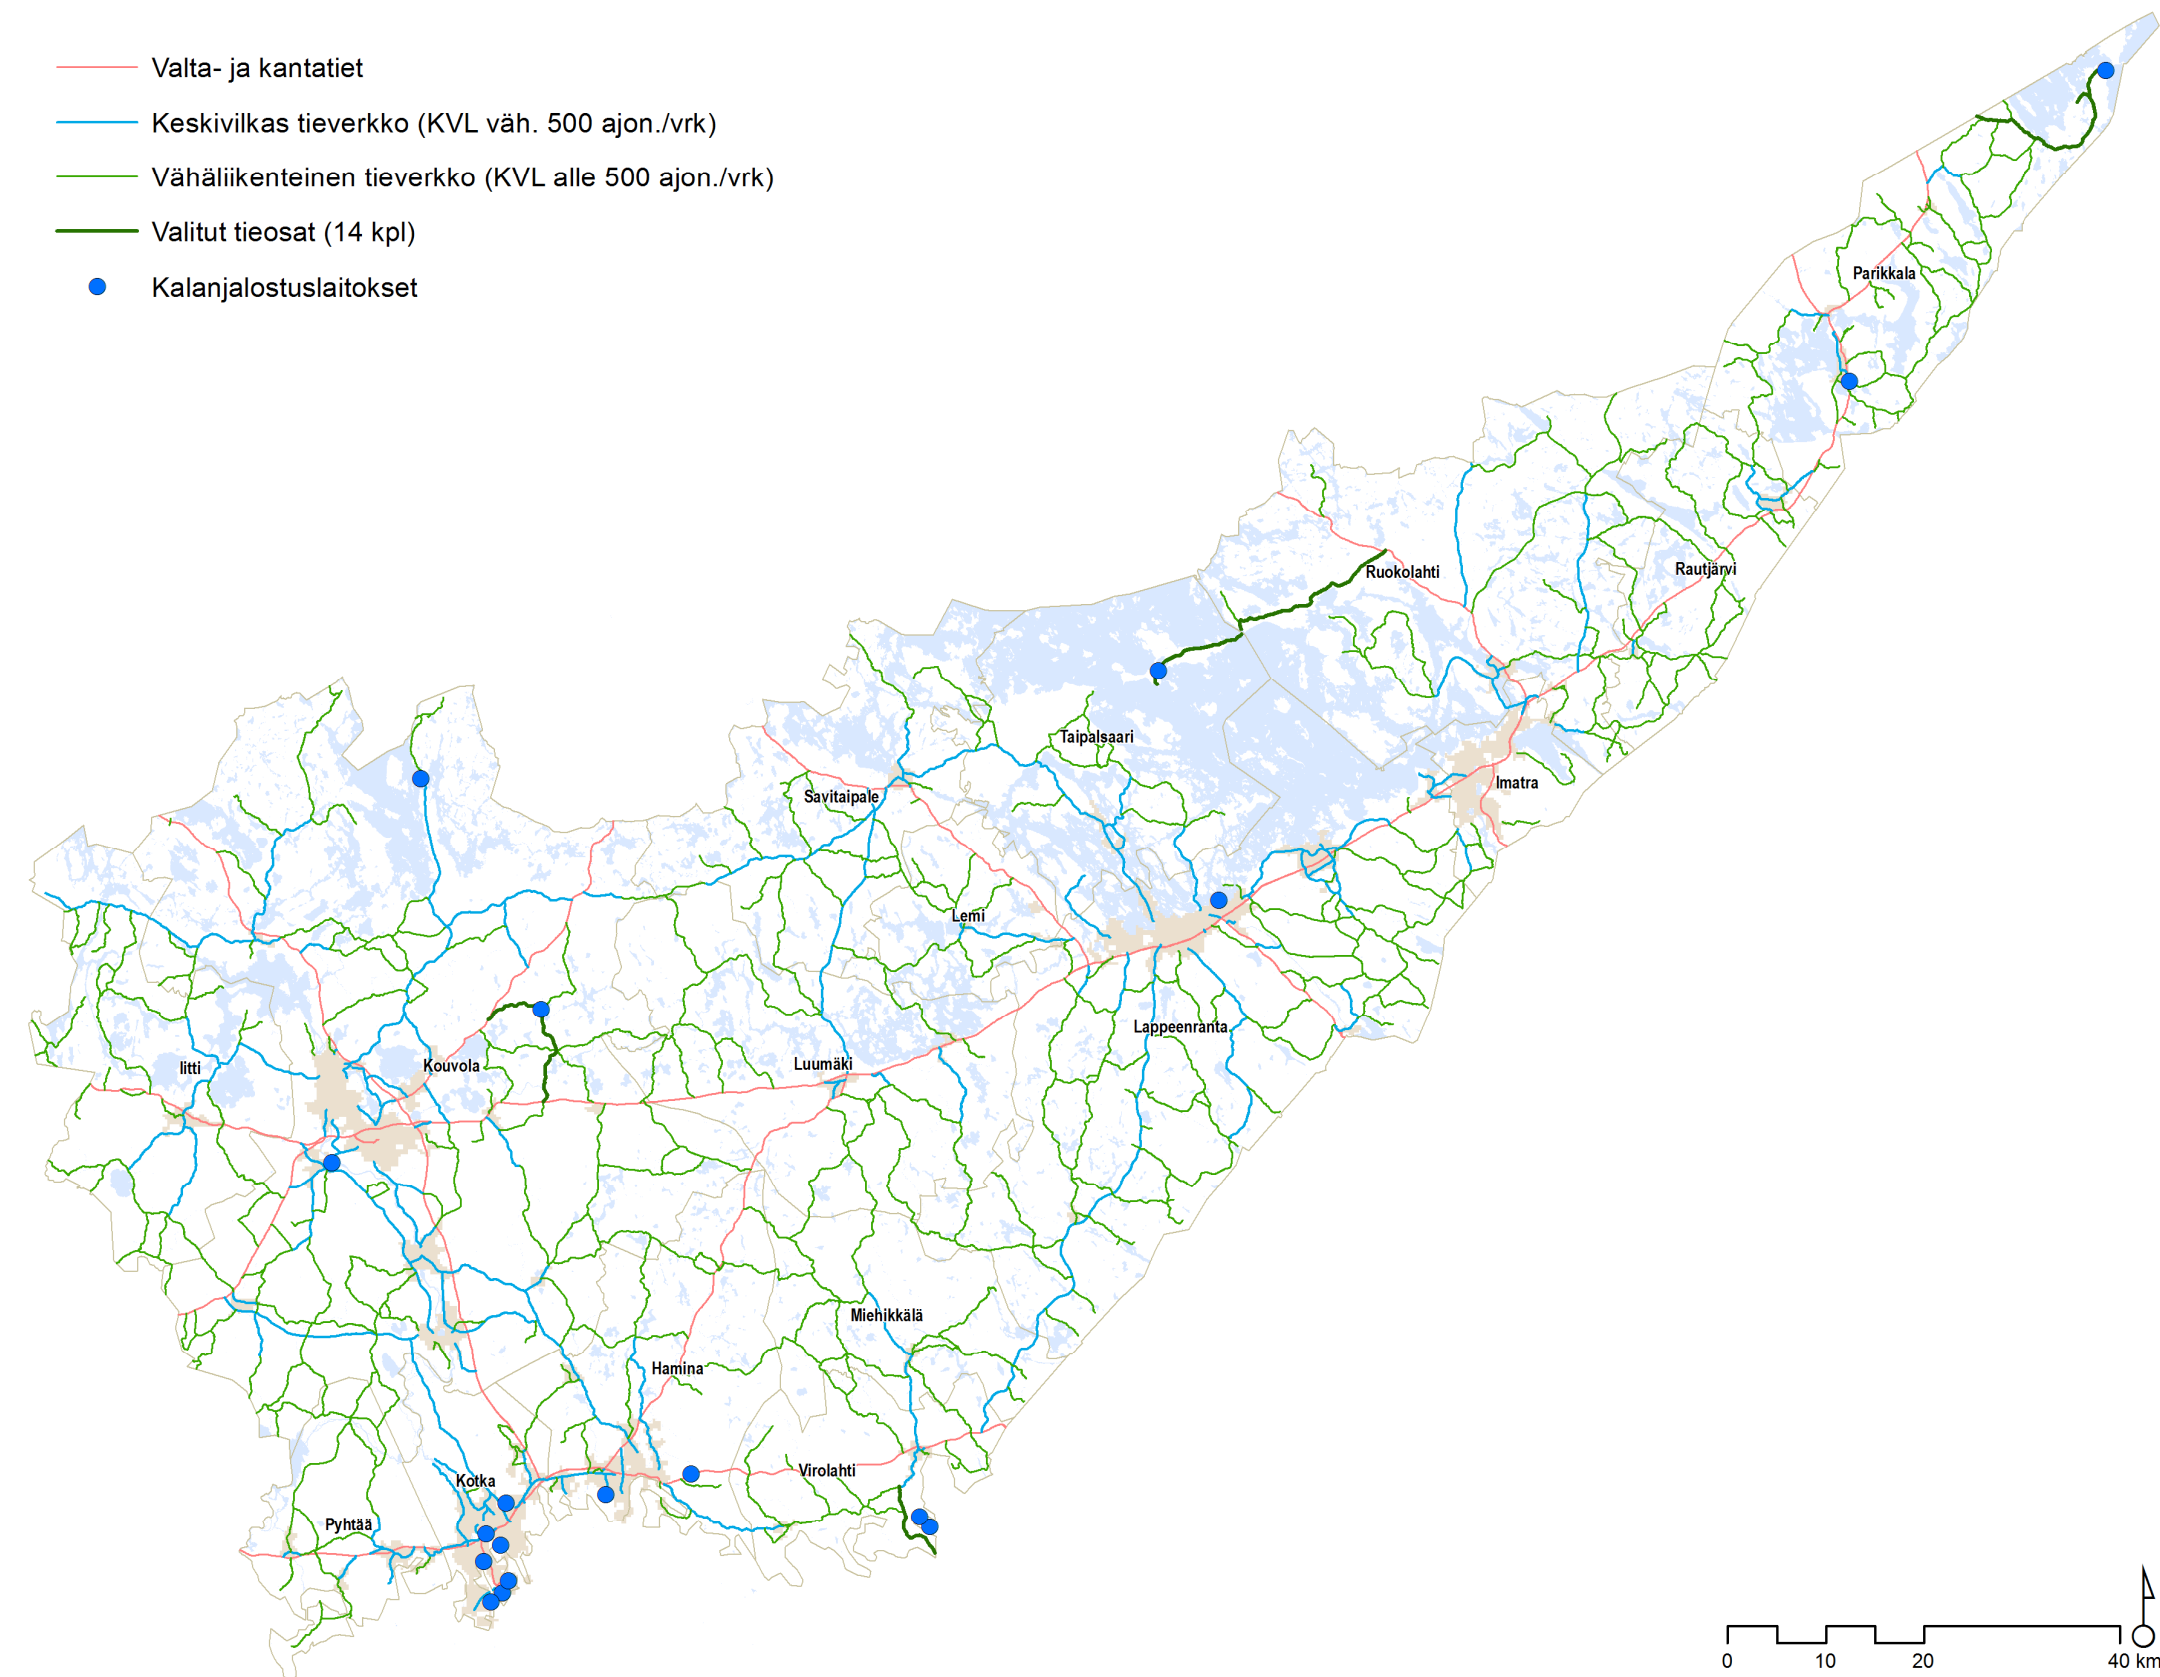 Valta- ja kantatiet
Keskivilkas tieverkko (KVL väh. 500 ajon./vrk)
Vähäliikenteinen tieverkko (KVL alle 500 ajon./vrk)
Valitut tieosat (14 kpl)
Kalanjalostuslaitokset
Parikkala
Ruokolahti
Rautjärvi
Taipalsaari
Imatra
Savitaipale
Lemi
Lappeenranta
Iitti
Kouvola
Luumäki
Miehikkälä
Hamina
Virolahti
Kotka
Pyhtää
0 10 20 40 km